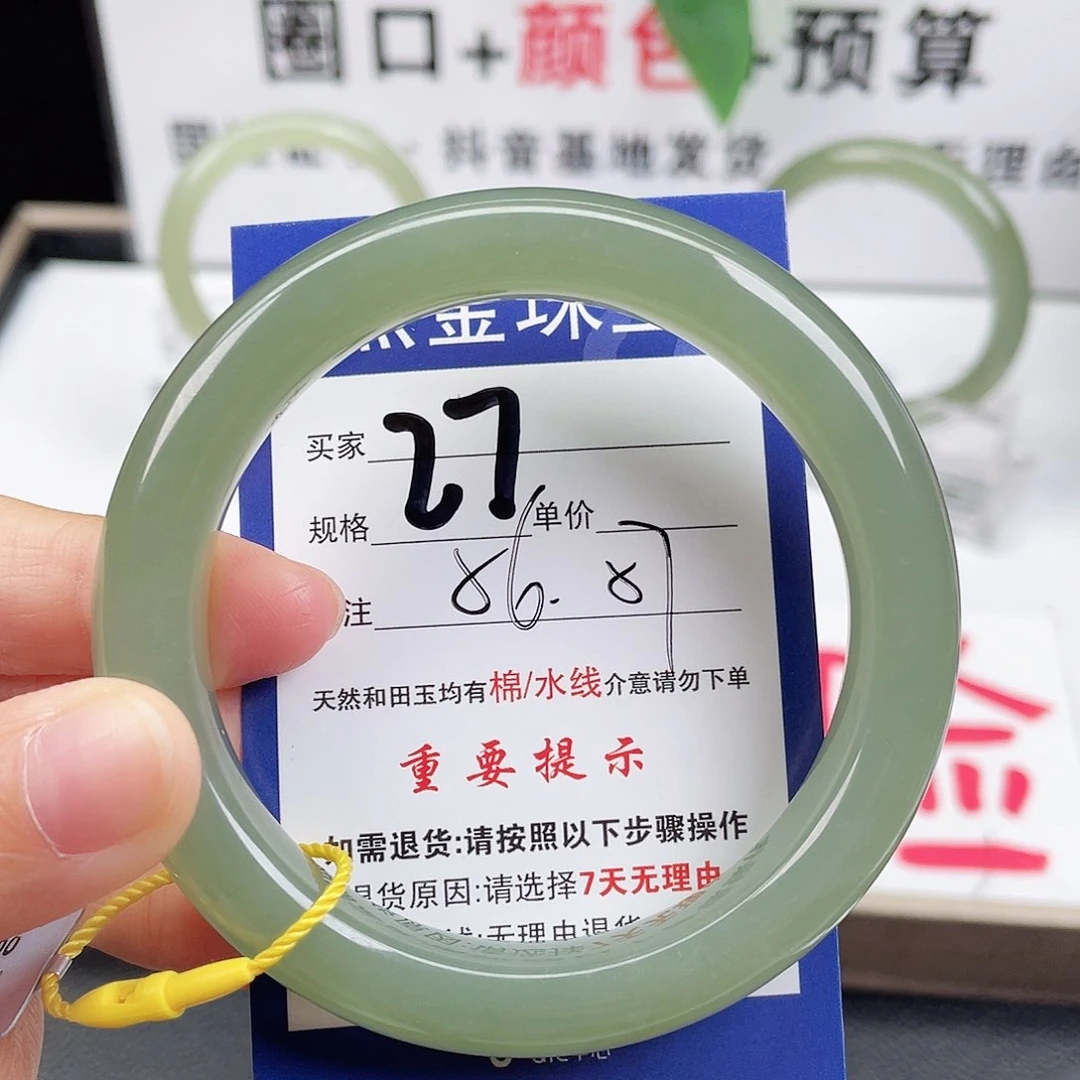 圈口+颜色+预算
抖音基地发货
金珠
买家
27
规格
单价
86.87
注
天然和田玉均有棉/水线介意请勿下单
重要提示
如需退货:请按照以下步骤操作
退货原因:请选择7天无理由
:无理由退货
00